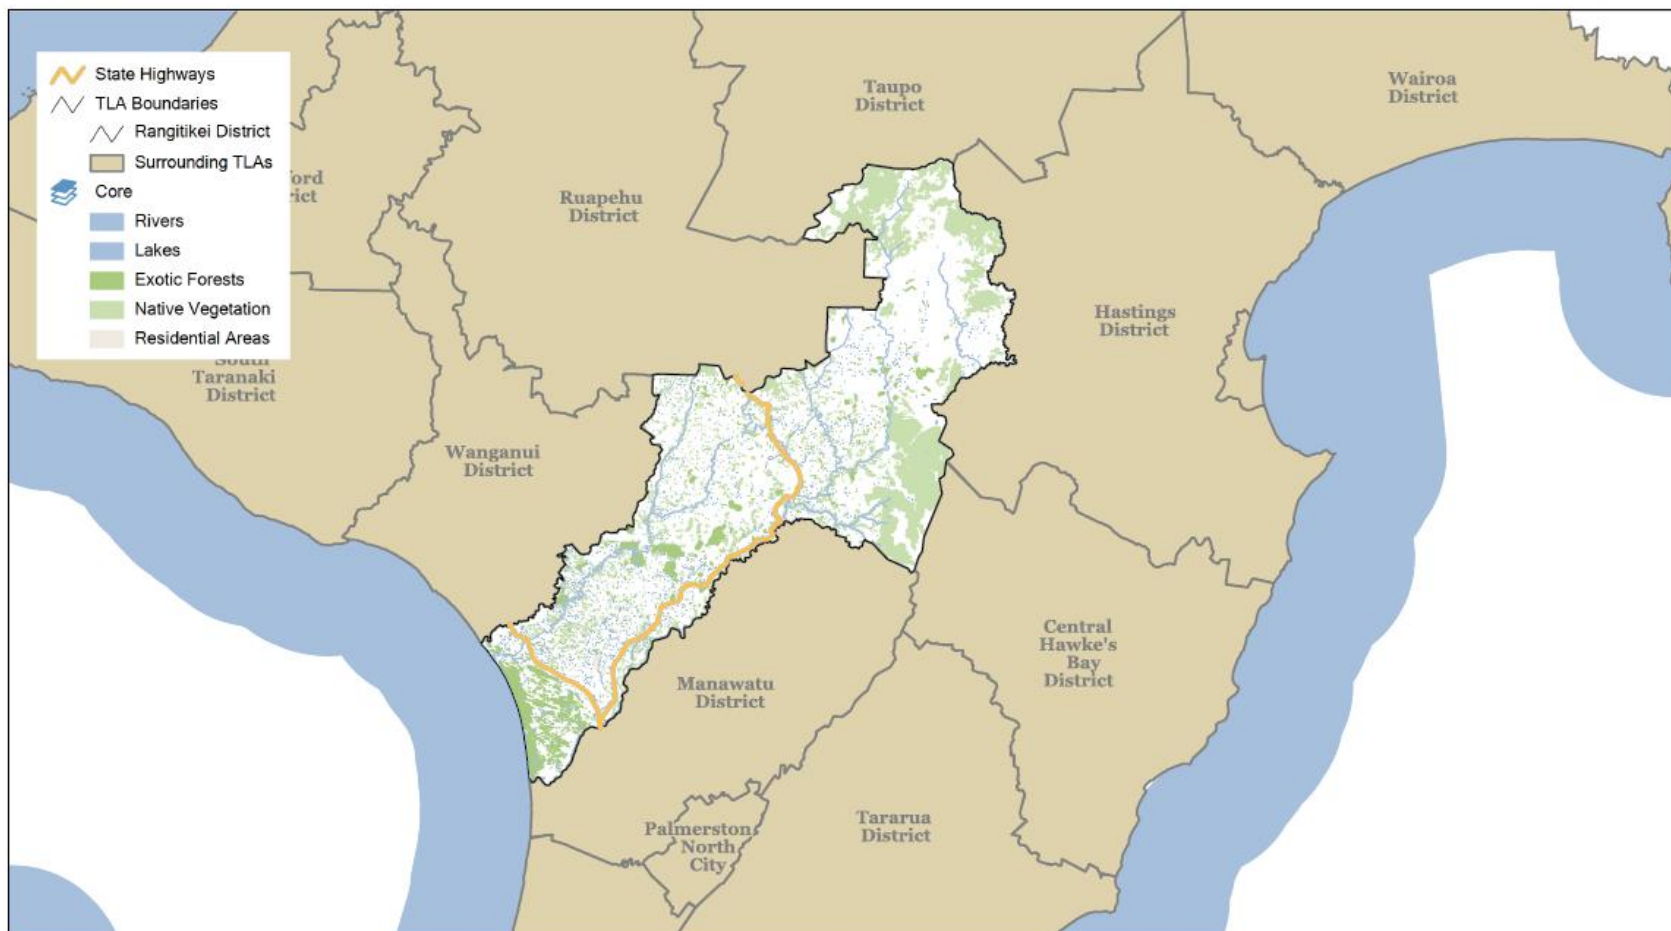 State Highways
TLA Boundaries
Rangitikei District
Surrounding TLAs
Core
Rivers
Lakes
Exotic Forests
Native Vegetation
Residential Areas
Taupo
District
Wairoa
District
Ruapehu
District
Hastings
District
South
Taranaki
District
Wanganui
District
Central
Hawke's
Bay
District
Manawatu
District
Palmerston
North
City
Tararua
District